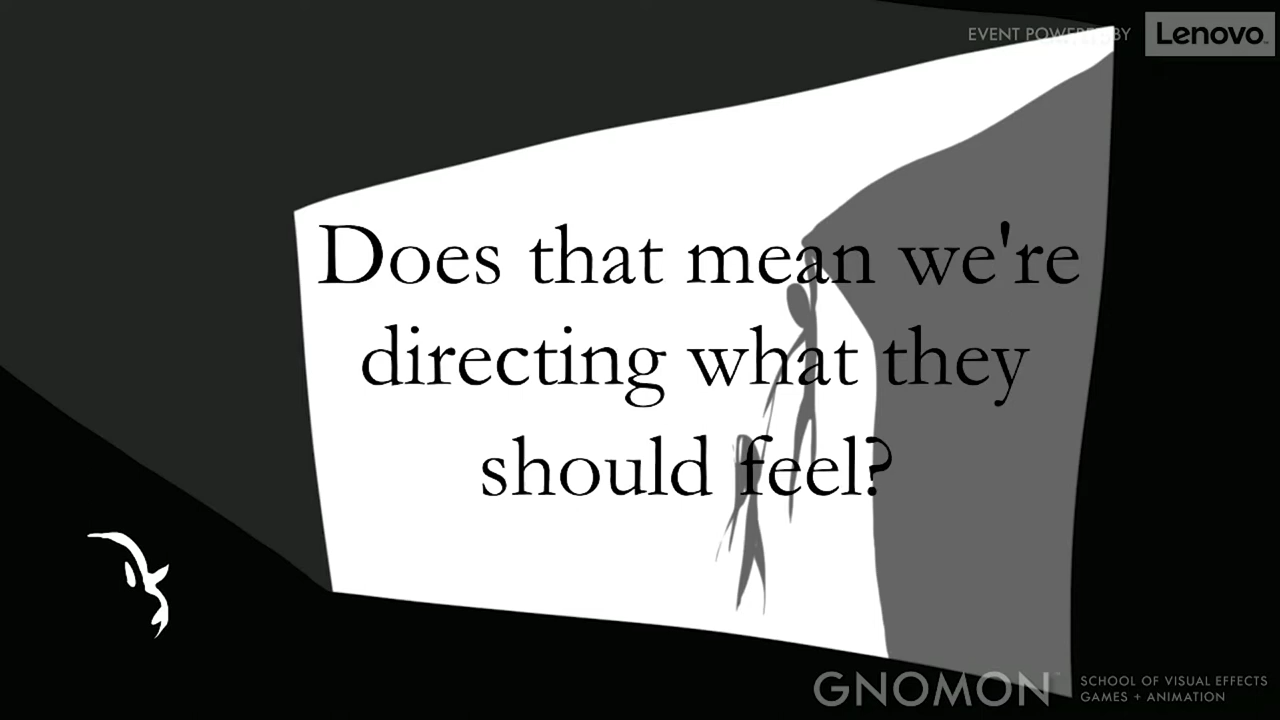 EVENT POWERED BY
Lenovo
Does that mean we're
directing what they
should feel?
GNOMON
SCHOOL OF VISUAL EFFECTS
GAMES + ANIMATION